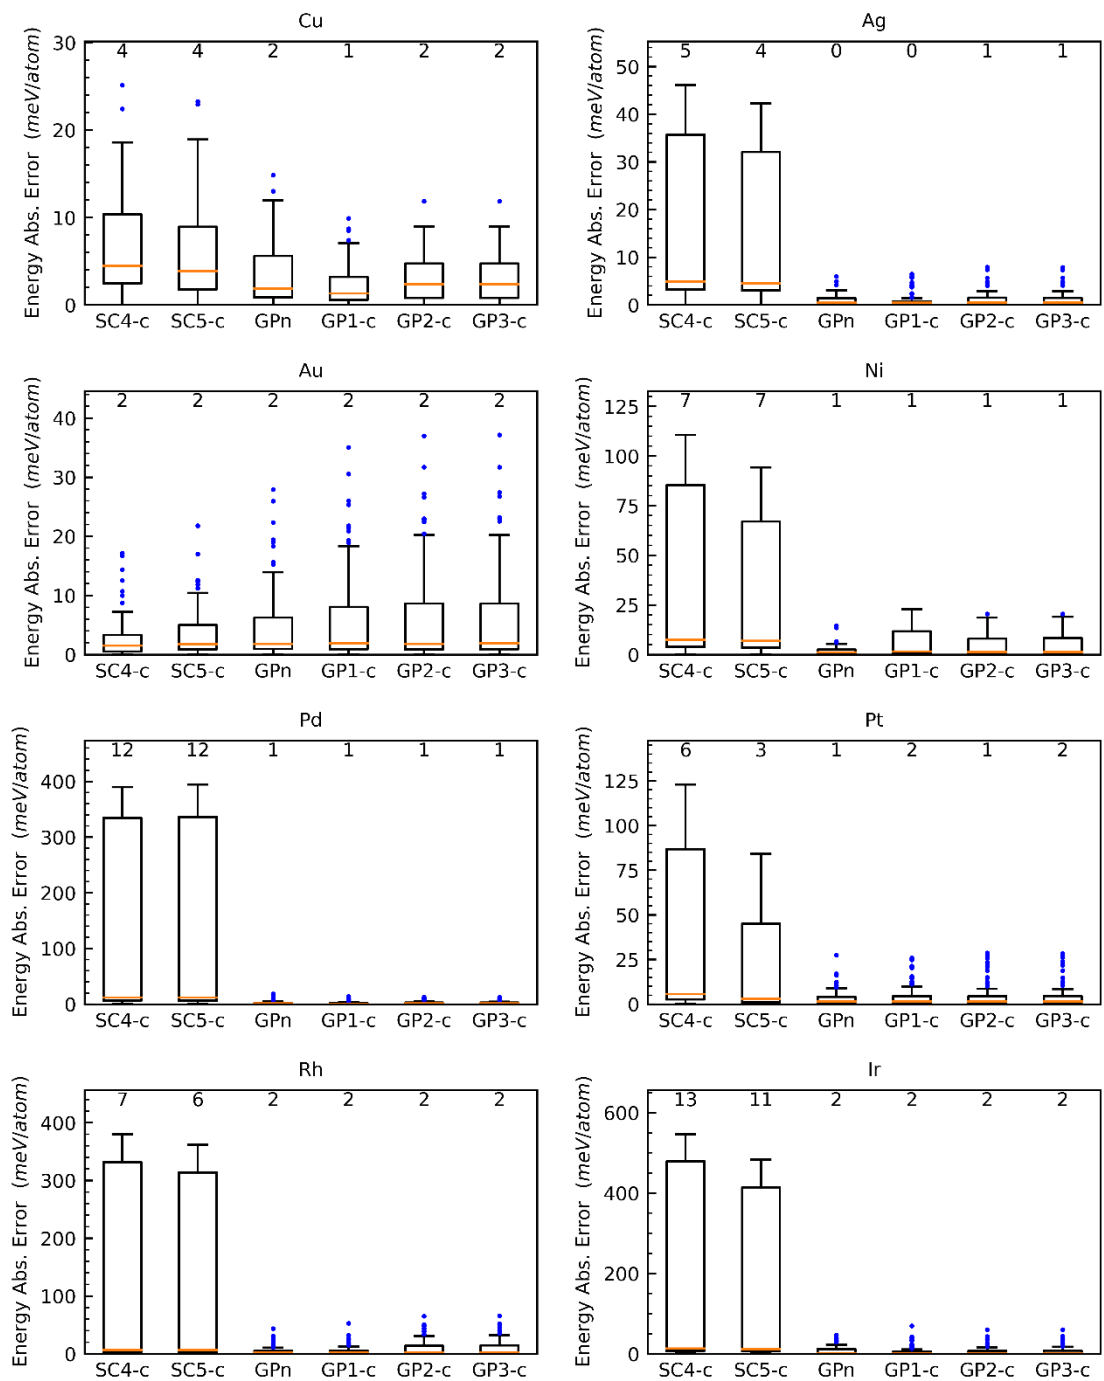 Cu
Energy Abs. Error (meV/atom)
30
20
10
0
4 4 2 1 2 2
SC4-c SC5-c GPn GP1-c GP2-c GP3-c
Ag
Energy Abs. Error (meV/atom)
50
40
30
20
10
0
5 4 0 0 1 1
SC4-c SC5-c GPn GP1-c GP2-c GP3-c
Au
Energy Abs. Error (meV/atom)
40
30
20
10
0
2 2 2 2 2 2
SC4-c SC5-c GPn GP1-c GP2-c GP3-c
Ni
Energy Abs. Error (meV/atom)
125
100
75
50
25
0
7 7 1 1 1 1
SC4-c SC5-c GPn GP1-c GP2-c GP3-c
Pd
Energy Abs. Error (meV/atom)
400
300
200
100
0
12 12 1 1 1 1
SC4-c SC5-c GPn GP1-c GP2-c GP3-c
Pt
Energy Abs. Error (meV/atom)
125
100
75
50
25
0
6 3 1 2 1 2
SC4-c SC5-c GPn GP1-c GP2-c GP3-c
Rh
Energy Abs. Error (meV/atom)
400
300
200
100
0
7 6 2 2 2 2
SC4-c SC5-c GPn GP1-c GP2-c GP3-c
Ir
Energy Abs. Error (meV/atom)
600
400
200
0
13 11 2 2 2 2
SC4-c SC5-c GPn GP1-c GP2-c GP3-c